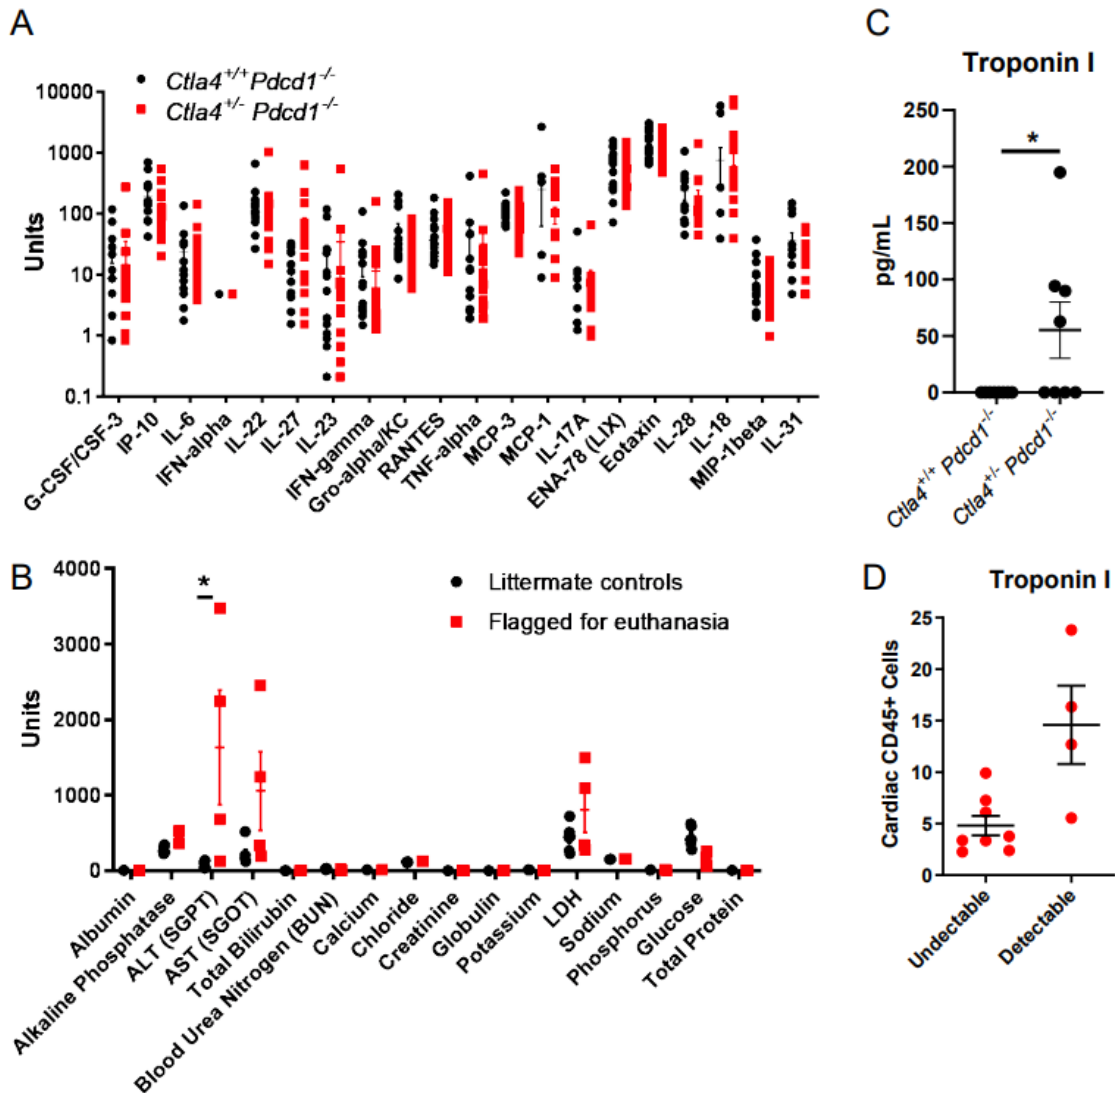 A
Ctla4+/+ Pdcd1-/-
Ctla4+/- Pdcd1-/-
10000
1000
100
10
1
0.1
Units
G-CSF/CSF-3
IP-10
IL-6
IFN-alpha
IL-22
IL-27
IL-23
IFN-gamma
Gro-alpha/KC
RANTES
TNF-alpha
MCP-3
MCP-1
IL-17A
ENA-78 (LIX)
Eotaxin
IL-28
IL-18
MIP-1beta
IL-31
C
Troponin I
250
200
150
100
50
0
pg/mL
*
Ctla4+/+ Pdcd1-/-
Ctla4+/- Pdcd1-/-
B
Littermate controls
Flagged for euthanasia
4000
3000
2000
1000
0
Units
*
Albumin
Alkaline Phosphatase
ALT (SGPT)
AST (SGOT)
Total Bilirubin
Blood Urea Nitrogen (BUN)
Calcium
Chloride
Creatinine
Globulin
Potassium
LDH
Sodium
Phosphorus
Glucose
Total Protein
D
Troponin I
25
20
15
10
5
0
Cardiac CD45+ Cells
Undectable
Detectable